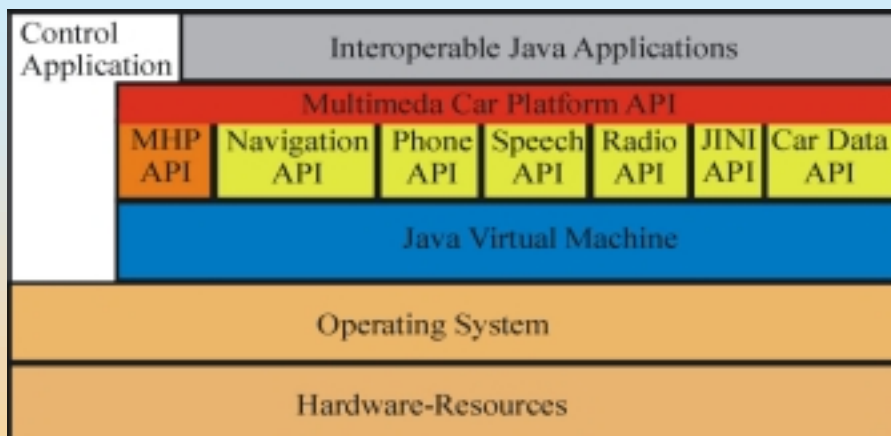 Control
Application
Interoperable Java Applications
Multimeda Car Platform API
MHP
API
Navigation
API
Phone
API
Speech
API
Radio
API
JINI
API
Car Data
API
Java Virtual Machine
Operating System
Hardware-Resources